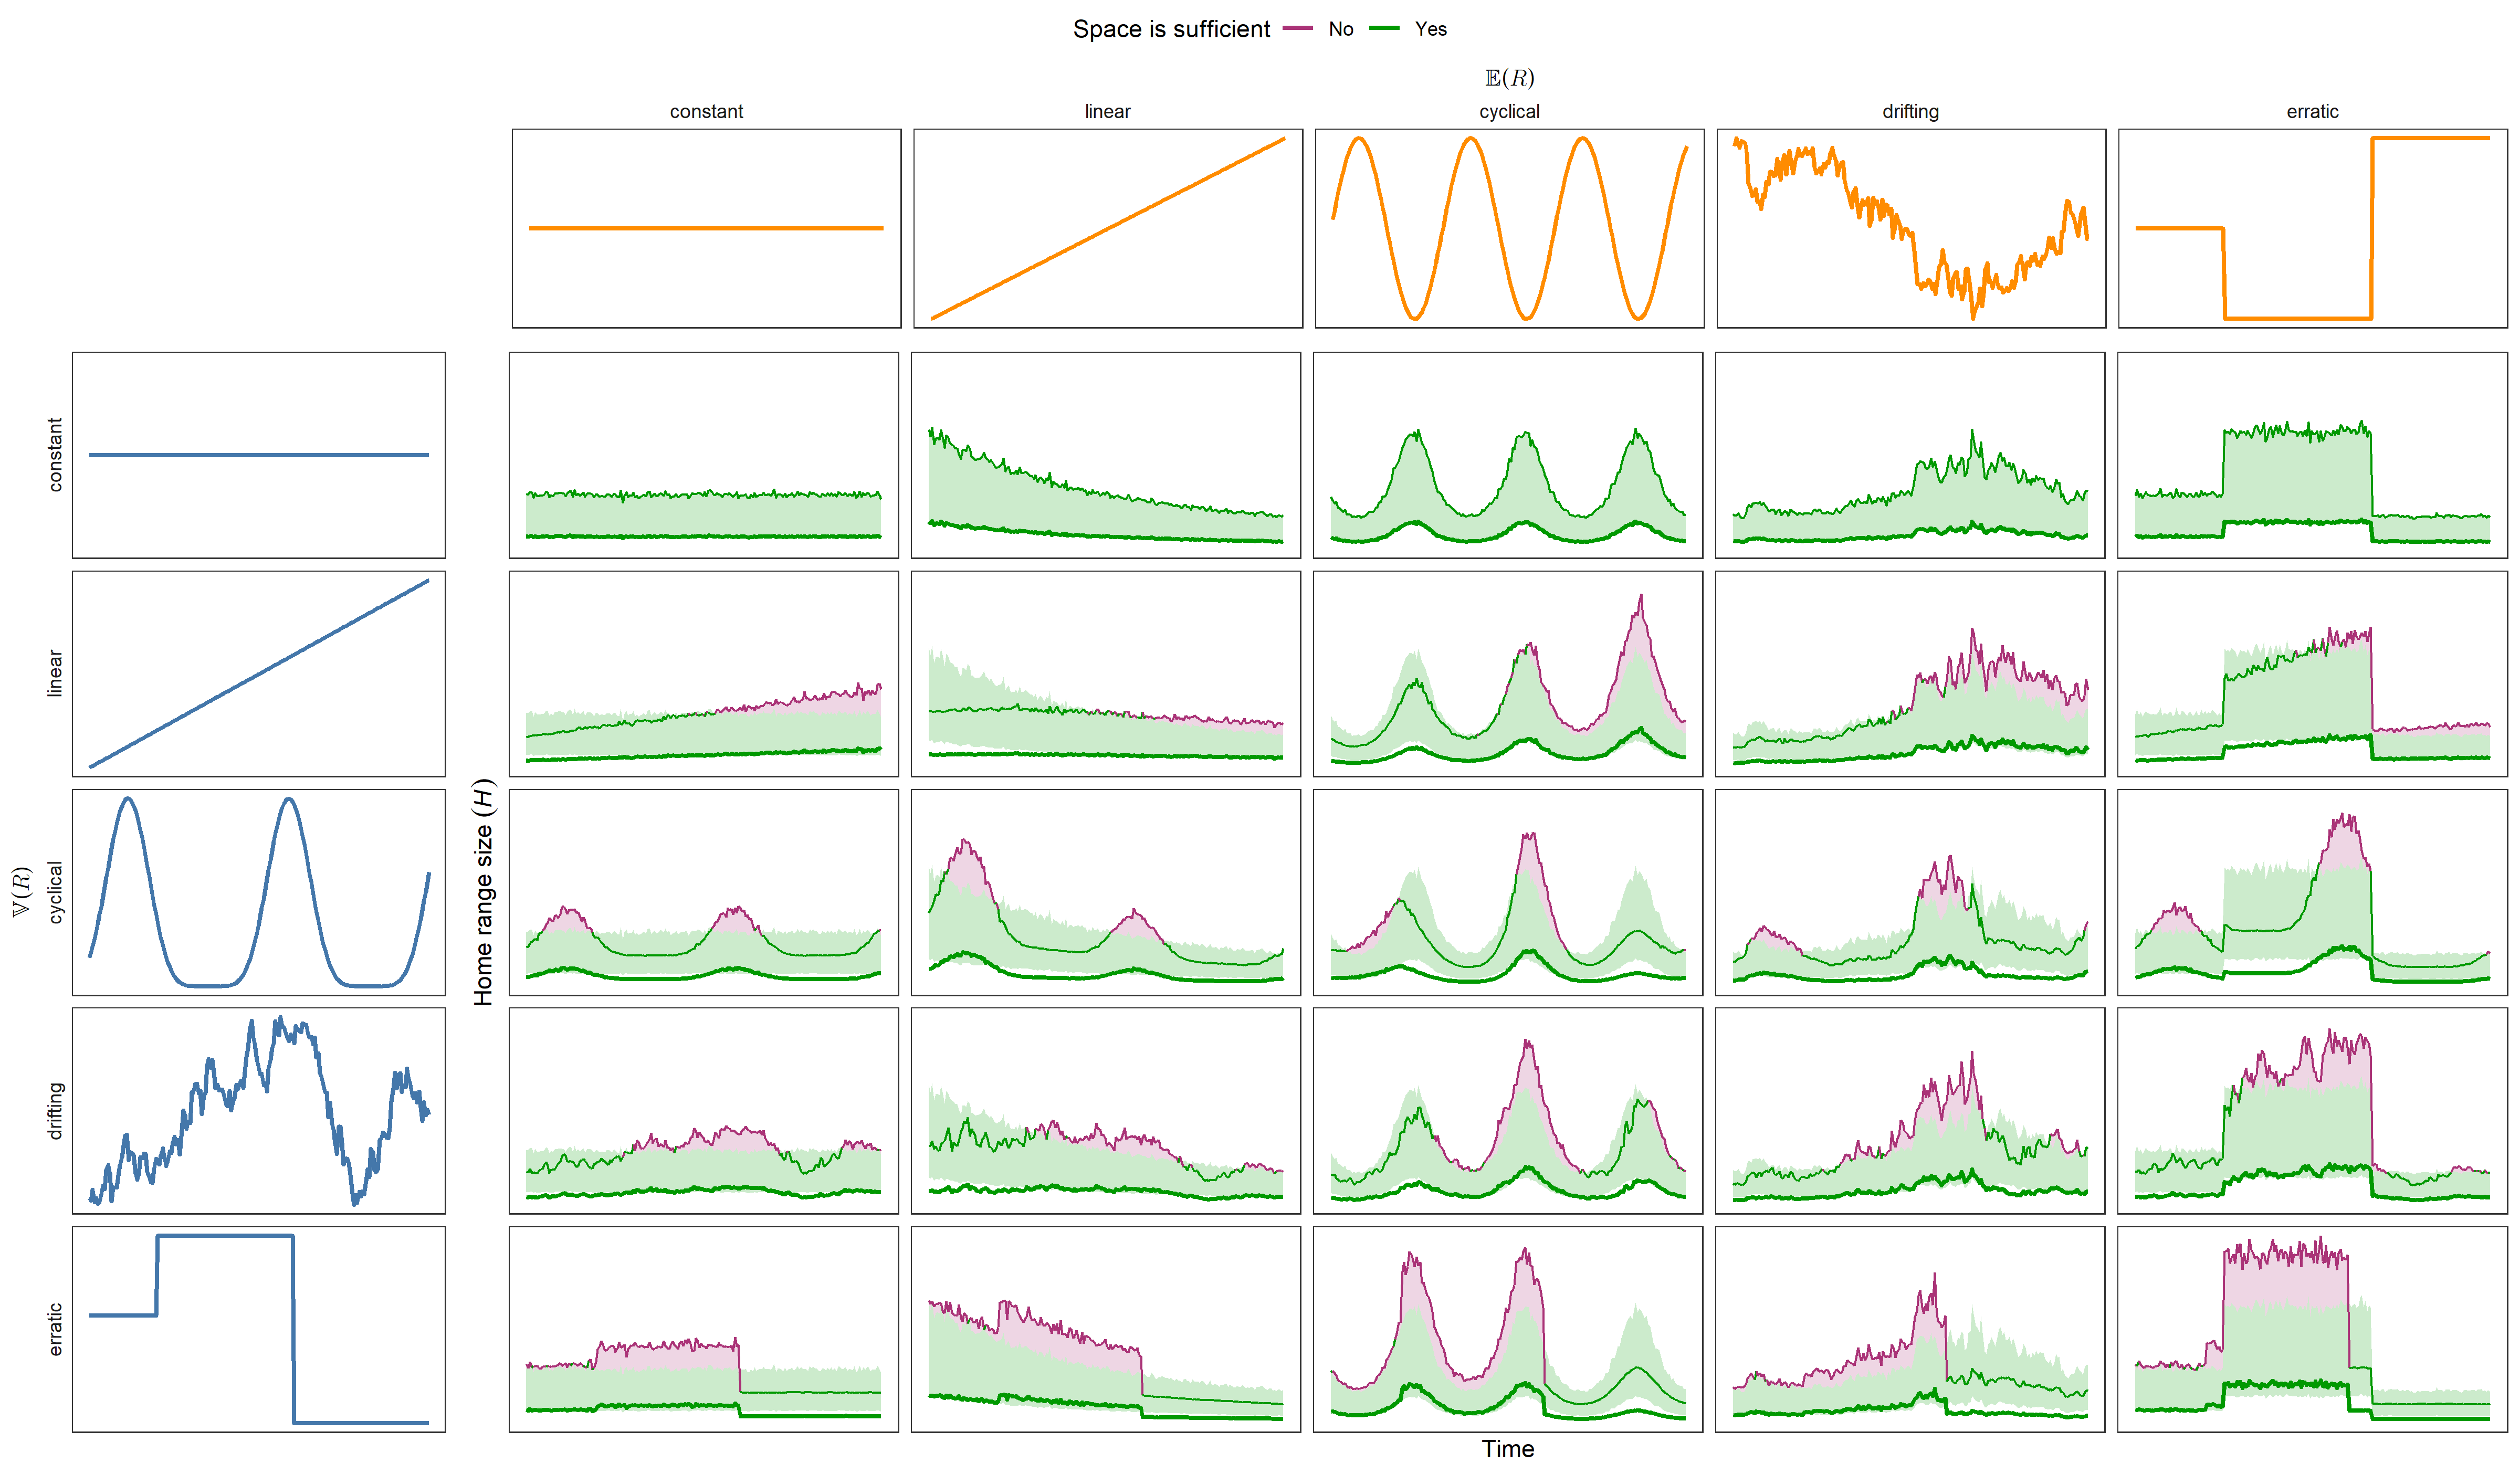 Space is sufficient No Yes
𝔼(R)
constant linear cyclical drifting erratic
constant
linear
cyclical
drifting
erratic
𝕍(R)
Home range size (H)
Time